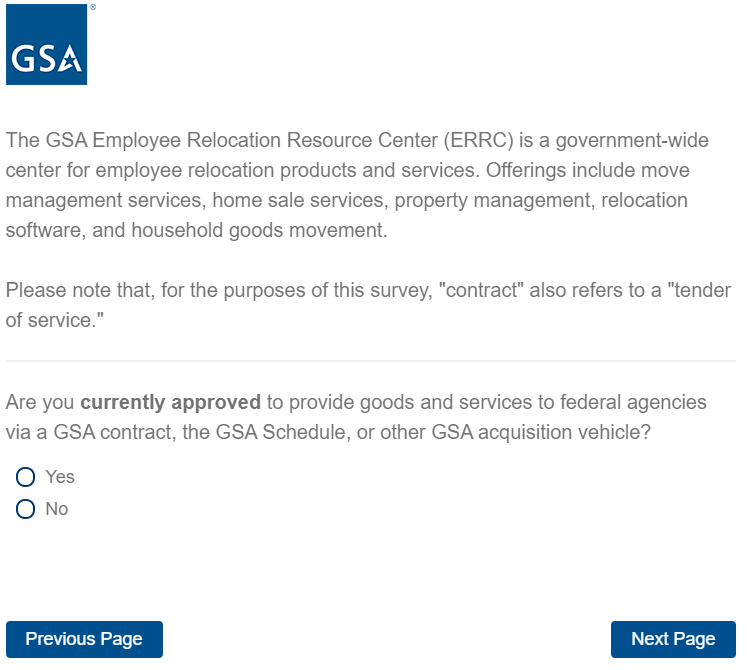 GSA
®
The GSA Employee Relocation Resource Center (ERRC) is a government-wide
center for employee relocation products and services. Offerings include move
management services, home sale services, property management, relocation
software, and household goods movement.
Please note that, for the purposes of this survey, "contract" also refers to a "tender
of service."
Are you currently approved to provide goods and services to federal agencies
via a GSA contract, the GSA Schedule, or other GSA acquisition vehicle?
Yes
No
Previous Page
Next Page